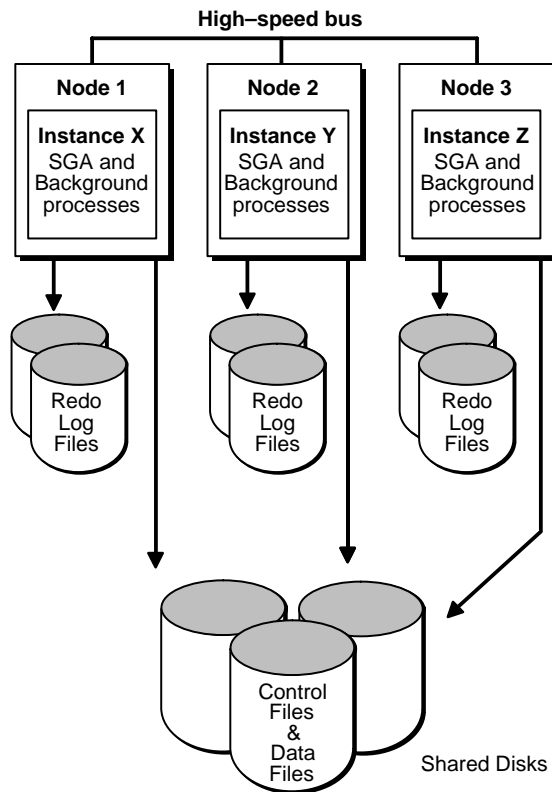 High–speed bus
Node 1
Instance X
SGA and
Background
processes
Node 2
Instance Y
SGA and
Background
processes
Node 3
Instance Z
SGA and
Background
processes
Redo
Log
Files
Redo
Log
Files
Redo
Log
Files
Control
Files
&
Data
Files
Shared Disks